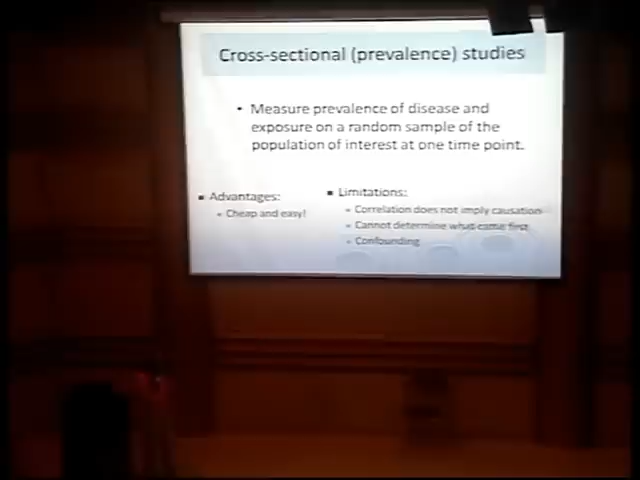 Cross-sectional (prevalence) studies
• Measure prevalence of disease and
exposure on a random sample of the
population of interest at one time point.
▪ Advantages:
▪ Cheap and easy!
▪ Limitations:
▪ Correlation does not imply causation
▪ Cannot determine what came first
▪ Confounding